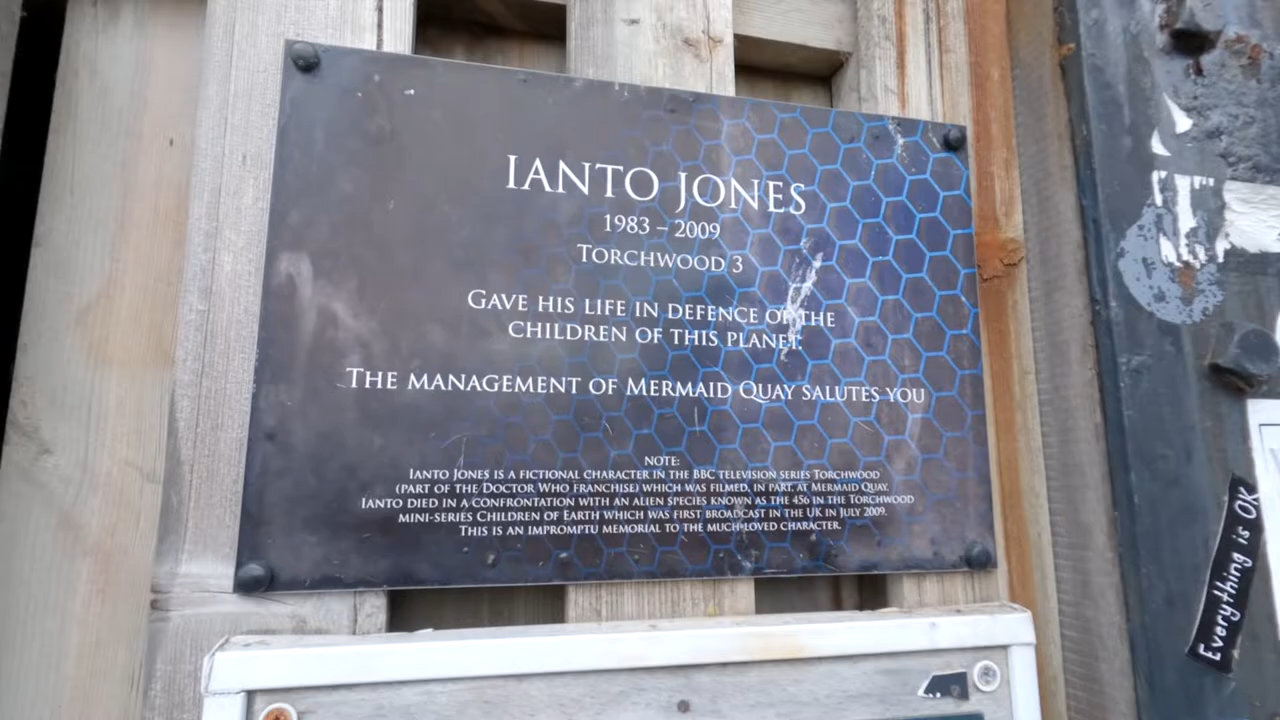 IANTO JONES
1983 – 2009
TORCHWOOD 3
GAVE HIS LIFE IN DEFENCE OF THE
CHILDREN OF THIS PLANET.
THE MANAGEMENT OF MERMAID QUAY SALUTES YOU
NOTE:
IANTO JONES IS A FICTIONAL CHARACTER IN THE BBC TELEVISION SERIES TORCHWOOD
(PART OF THE DOCTOR WHO FRANCHISE) WHICH WAS FILMED, IN PART, AT MERMAID QUAY.
IANTO DIED IN A CONFRONTATION WITH AN ALIEN SPECIES KNOWN AS THE 456 IN THE TORCHWOOD
MINI-SERIES CHILDREN OF EARTH WHICH WAS FIRST BROADCAST IN THE UK IN JULY 2009.
THIS IS AN IMPROMPTU MEMORIAL TO THE MUCH-LOVED CHARACTER.
Everything is OK